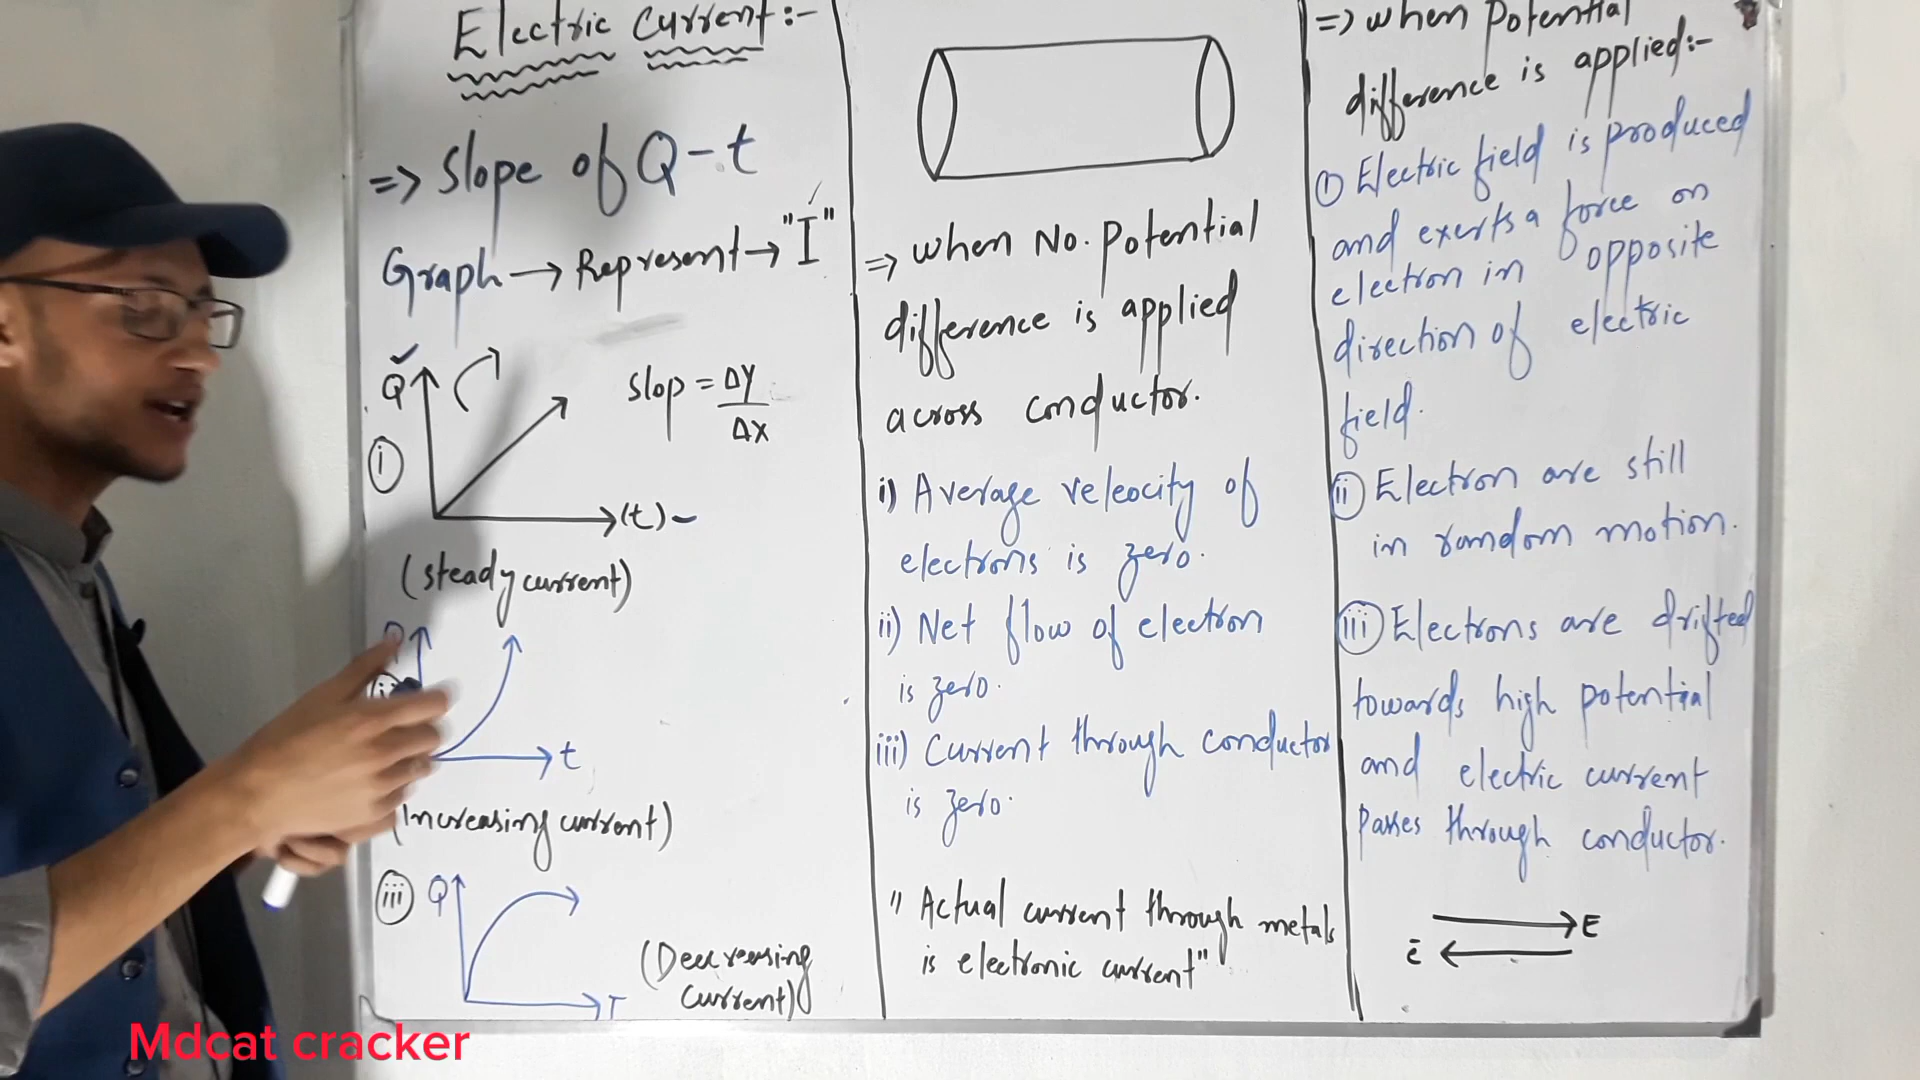 Electric Current:-
=> Slope of Q-t
Graph → Represent → "I"
Q
slop = ΔY
ΔX
(i)
(t)
(steady current)
t
(Increasing current)
(iii) Q
T
(Decreasing
current)
=> when No. potential
difference is applied
across conductor.
i) Average veleocity of
electrons is zero.
ii) Net flow of electron
is zero.
iii) Current through conductor
is zero.
" Actual current through metals
is electronic current"
=> when potential
difference is applied:-
(i) Electric field is produced
and exerts a force on
electron in opposite
direction of electric
field.
(ii) Electron are still
in random motion.
(iii) Electrons are drifted
towards high potential
and electric current
passes through conductor.
E
ē
Mdcat cracker